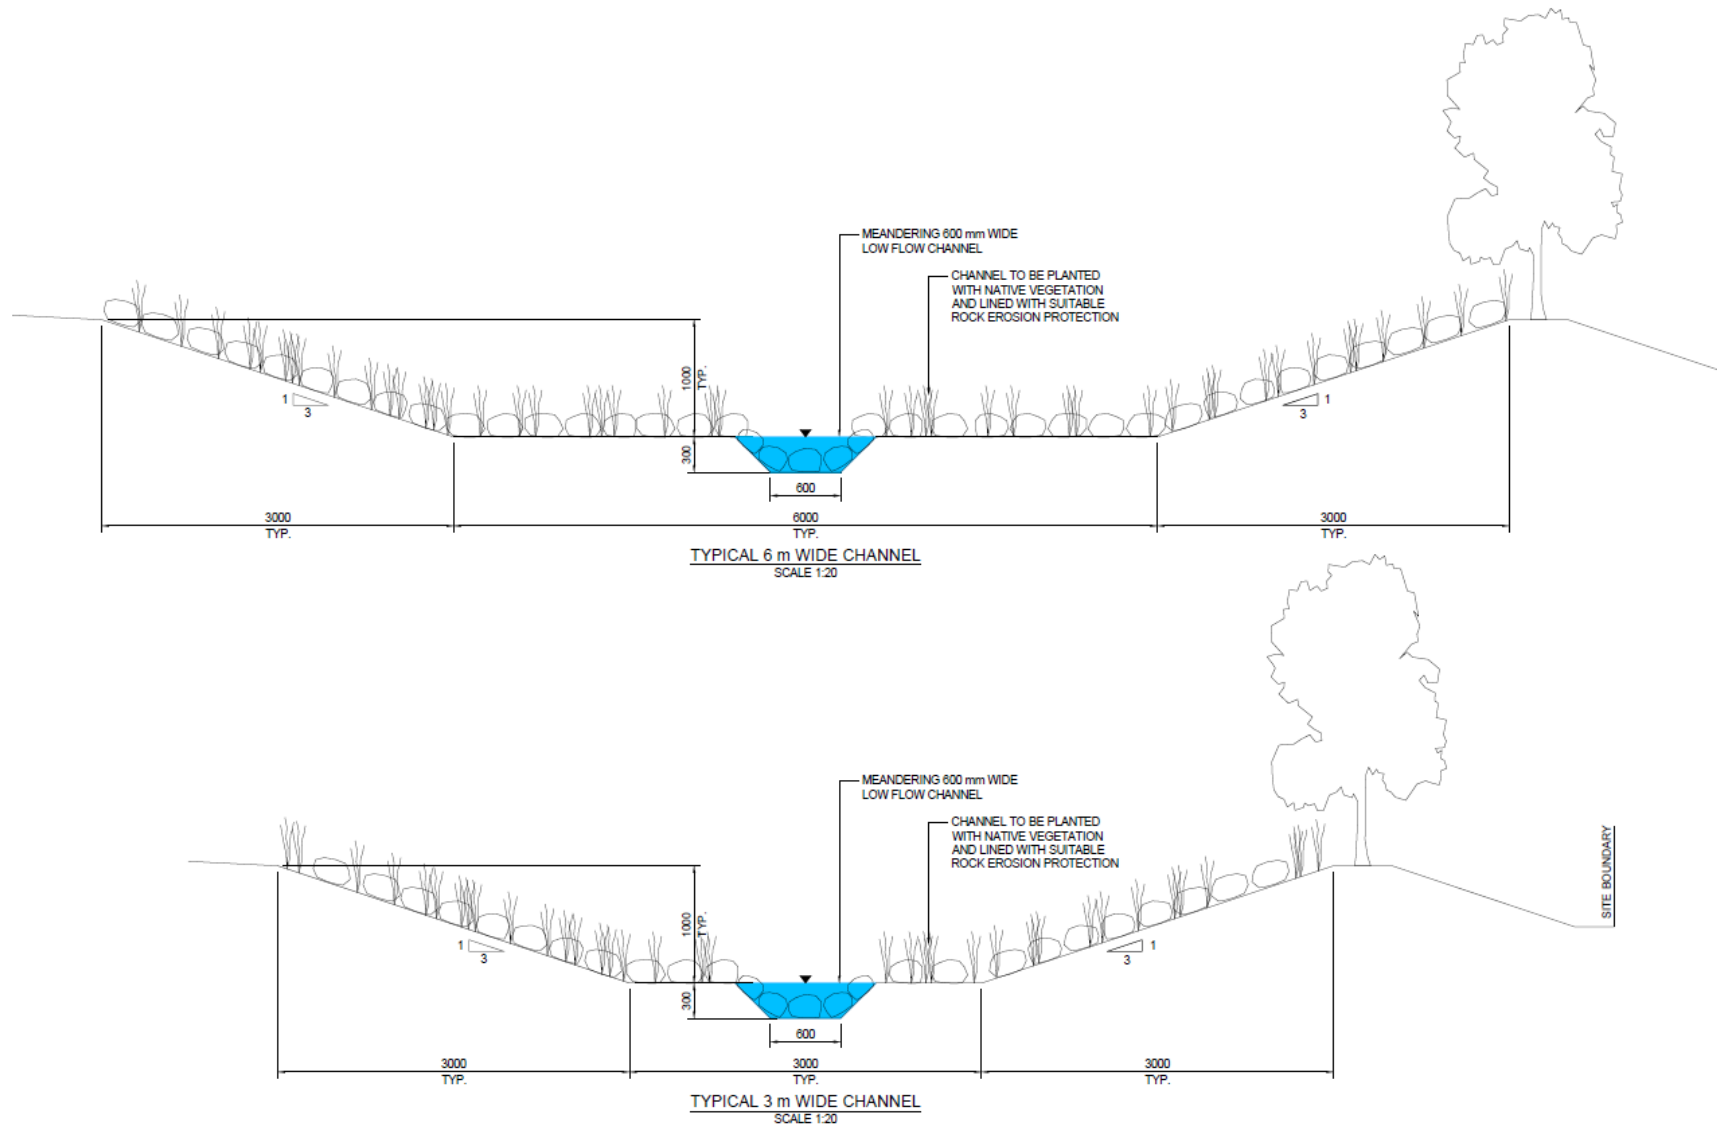 MEANDERING 600 mm WIDE
LOW FLOW CHANNEL
CHANNEL TO BE PLANTED
WITH NATIVE VEGETATION
AND LINED WITH SUITABLE
ROCK EROSION PROTECTION
1000
TYP.
1
3
3
1
300
600
3000
TYP.
6000
TYP.
3000
TYP.
TYPICAL 6 m WIDE CHANNEL
SCALE 1:20
MEANDERING 600 mm WIDE
LOW FLOW CHANNEL
CHANNEL TO BE PLANTED
WITH NATIVE VEGETATION
AND LINED WITH SUITABLE
ROCK EROSION PROTECTION
SITE BOUNDARY
1000
TYP.
1
3
3
1
300
600
3000
TYP.
3000
TYP.
3000
TYP.
TYPICAL 3 m WIDE CHANNEL
SCALE 1:20